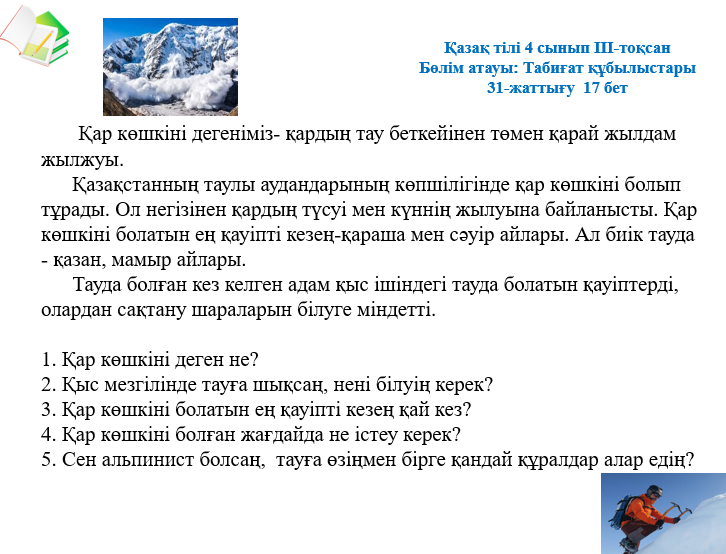 Қазақ тілі 4 сынып III-тоқсан
Бөлім атауы: Табиғат құбылыстары
31-жаттығу  17 бет
Қар көшкіні дегеніміз- қардың тау беткейінен төмен қарай жылдам
жылжуы.
Қазақстанның таулы аудандарының көпшілігінде қар көшкіні болып
тұрады. Ол негізінен қардың түсуі мен күннің жылуына байланысты. Қар
көшкіні болатын ең қауіпті кезең-қараша мен сәуір айлары. Ал биік тауда
- қазан, мамыр айлары.
Тауда болған кез келген адам қыс ішіндегі тауда болатын қауіптерді,
олардан сақтану шараларын білуге міндетті.
1. Қар көшкіні деген не?
2. Қыс мезгілінде тауға шықсаң, нені білуің керек?
3. Қар көшкіні болатын ең қауіпті кезең қай кез?
4. Қар көшкіні болған жағдайда не істеу керек?
5. Сен альпинист болсаң,  тауға өзіңмен бірге қандай құралдар алар едің?